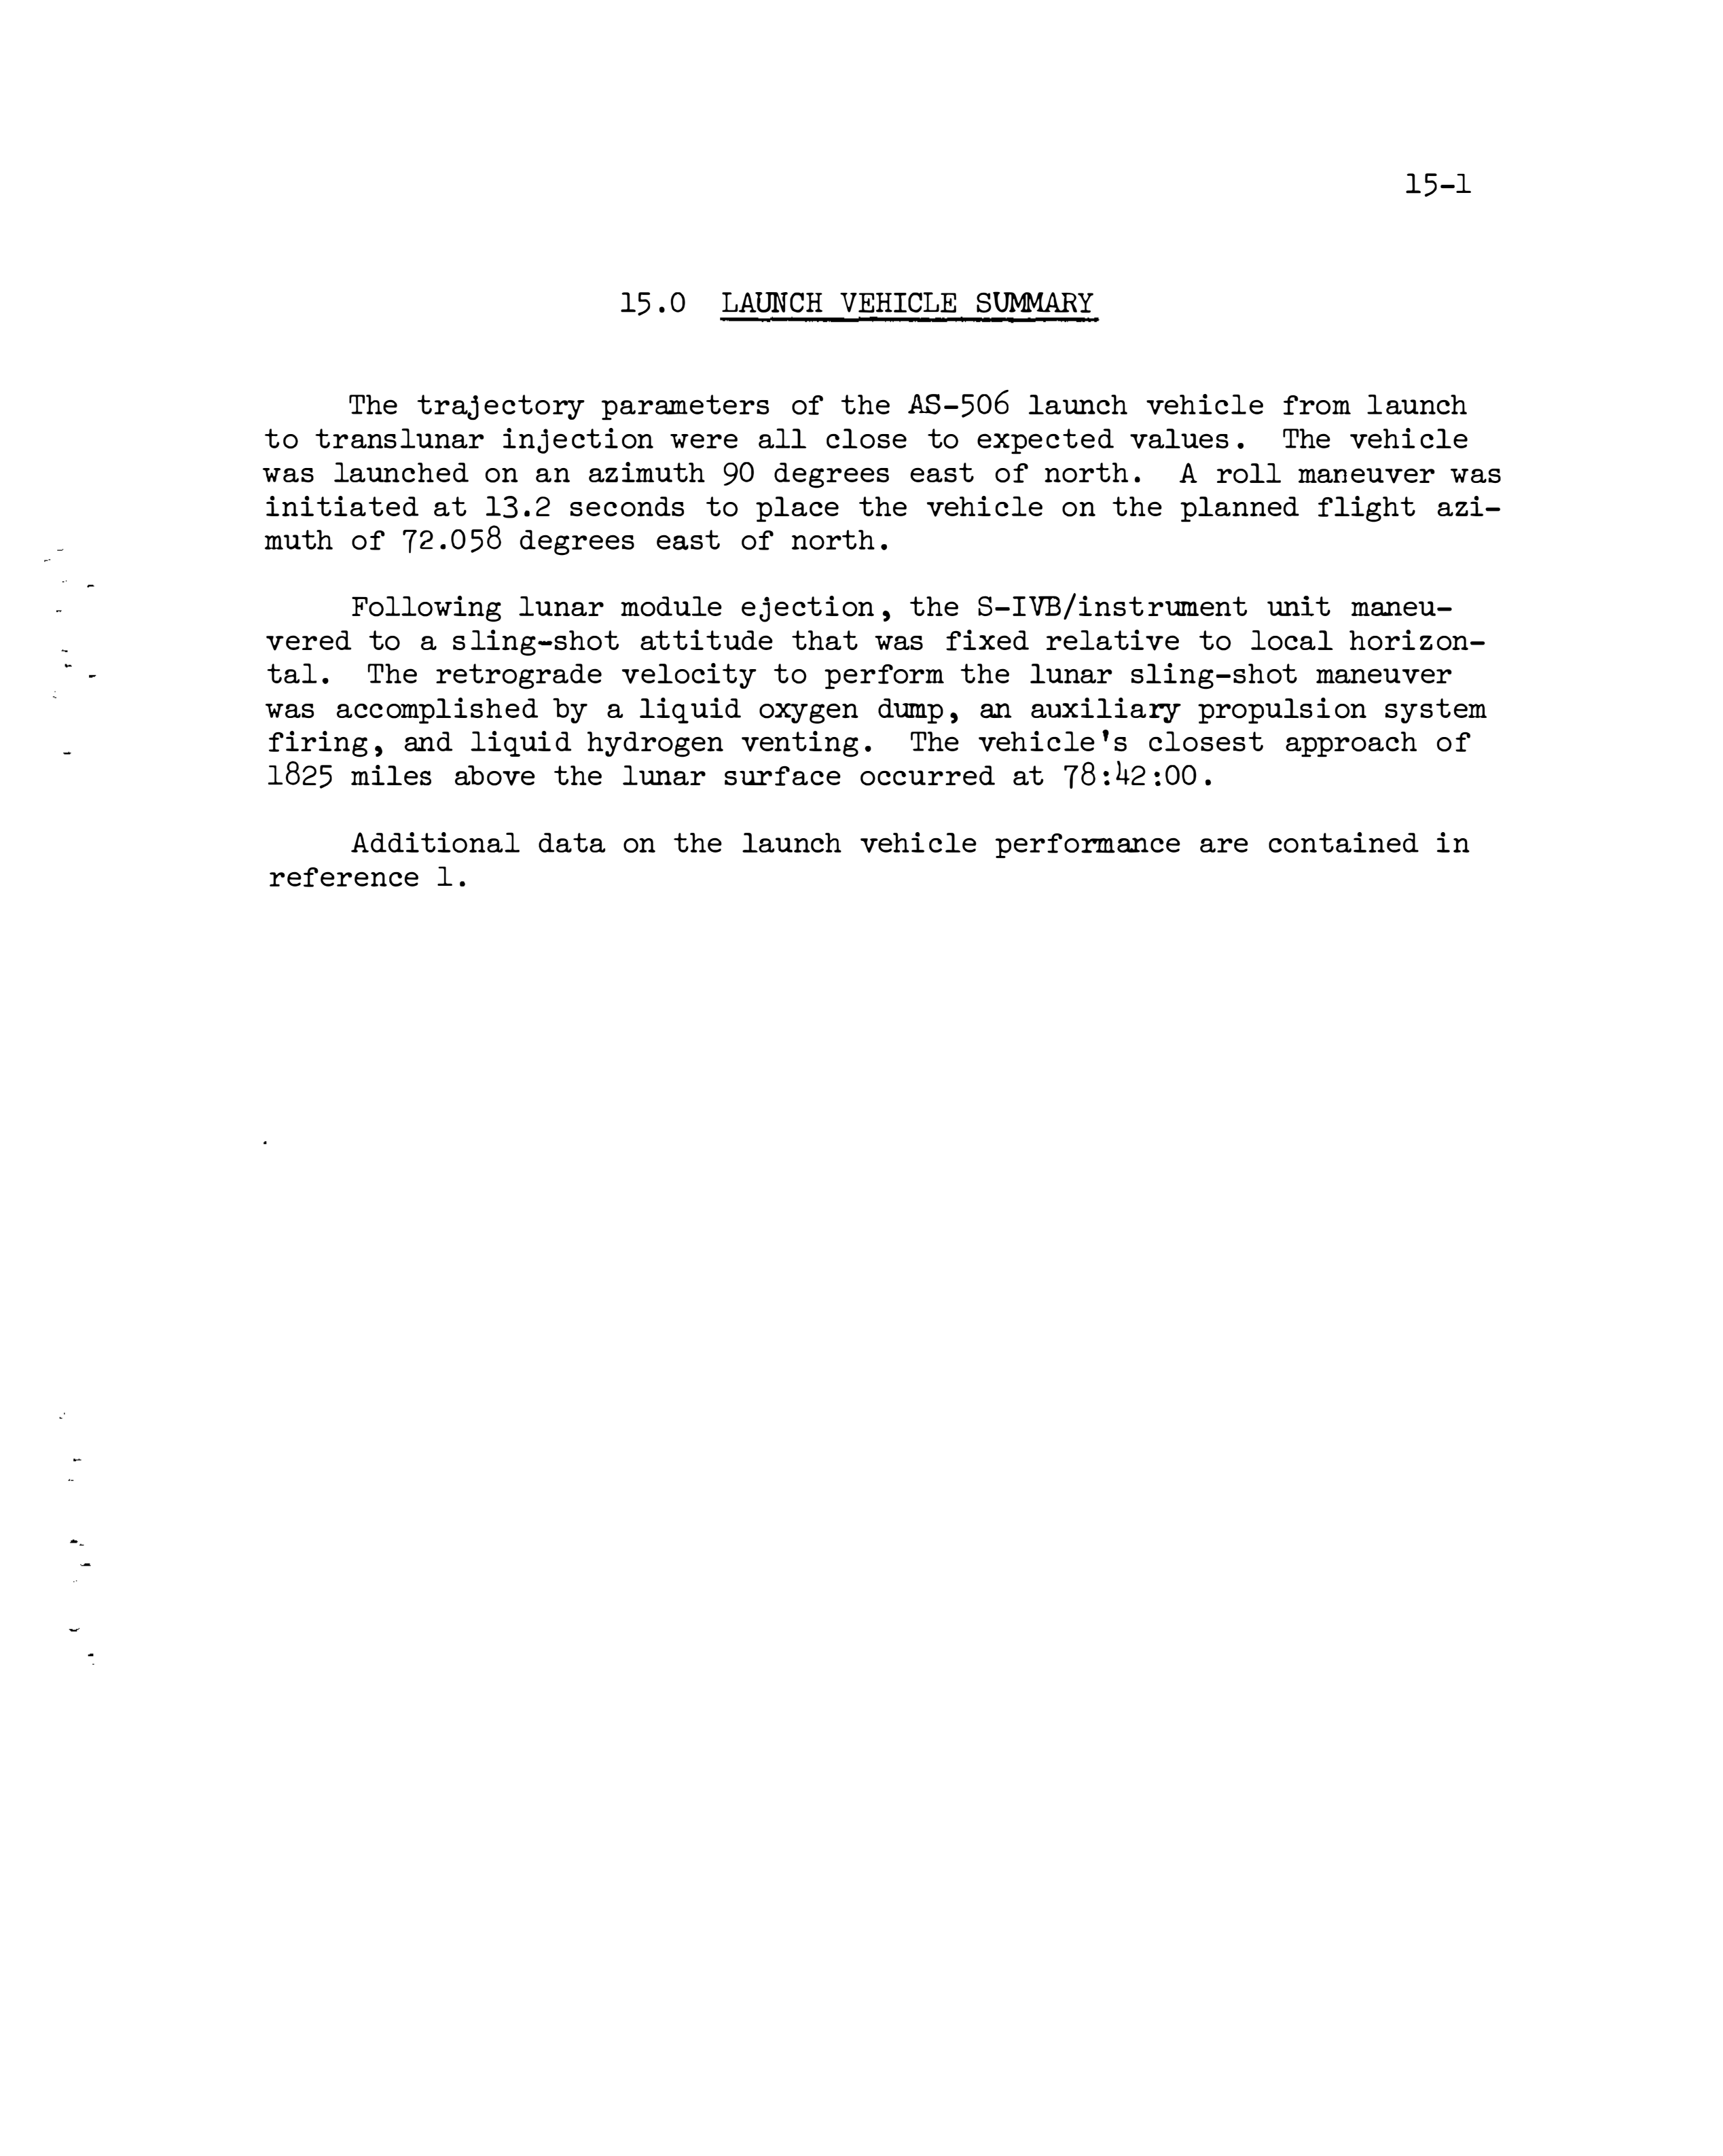 15-1
15.0 LAUNCH VEHICLE SUMMARY
The trajectory parameters of the AS-506 launch vehicle from launch
to translunar injection were all close to expected values. The vehicle
was launched on an azimuth 90 degrees east of north. A roll maneuver was
initiated at 13.2 seconds to place the vehicle on the planned flight azi-
muth of 72.058 degrees east of north.
Following lunar module ejection, the S-IVB/instrument unit maneu-
vered to a sling-shot attitude that was fixed relative to local horizon-
tal. The retrograde velocity to perform the lunar sling-shot maneuver
was accomplished by a liquid oxygen dump, an auxiliary propulsion system
firing, and liquid hydrogen venting. The vehicle's closest approach of
1825 miles above the lunar surface occurred at 78:42:00.
Additional data on the launch vehicle performance are contained in
reference 1.